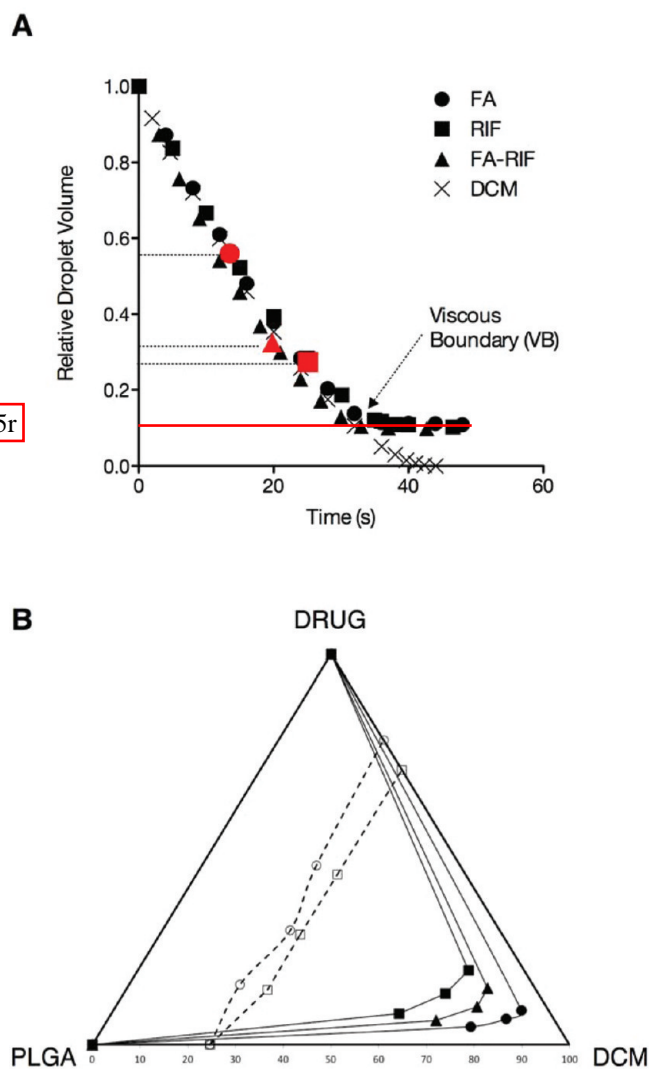 A
1.0
0.8
0.6
0.4
0.2
0.0
Relative Droplet Volume
FA
RIF
FA-RIF
DCM
Viscous
Boundary (VB)
5r
0
20
40
60
Time (s)
B
DRUG
PLGA
0
10
20
30
40
50
60
70
80
90
100
DCM